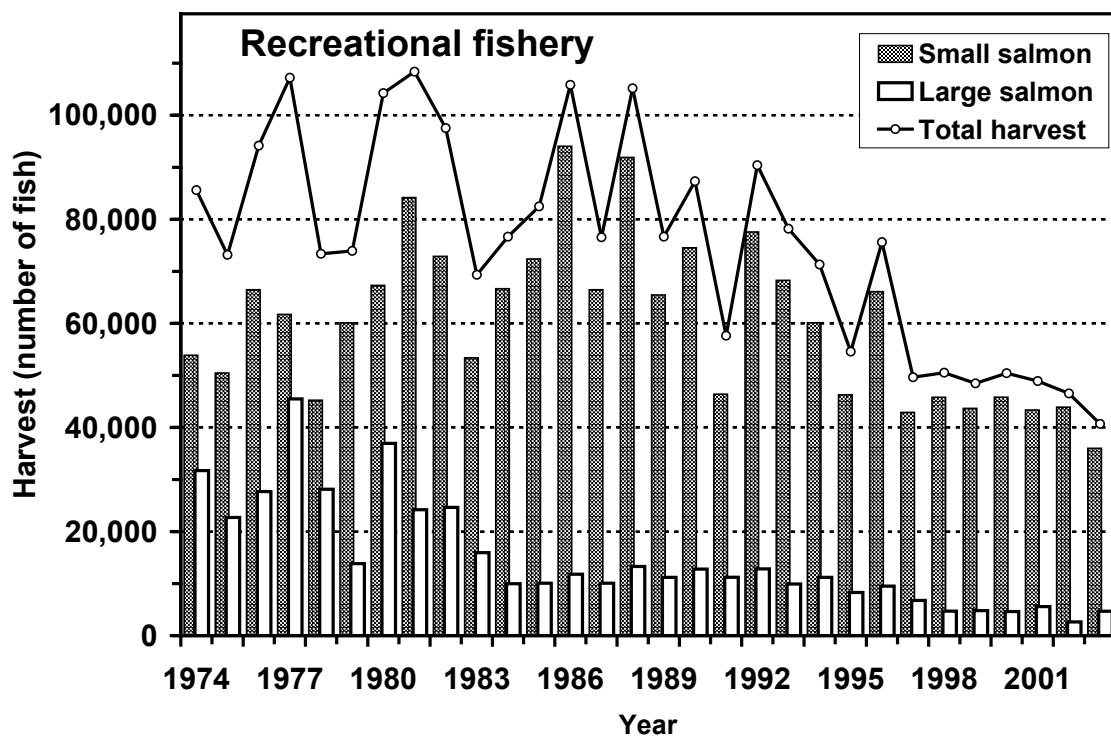 Recreational fishery
Small salmon
Large salmon
Total harvest
Harvest (number of fish)
100,000
80,000
60,000
40,000
20,000
0
1974 1977 1980 1983 1986 1989 1992 1995 1998 2001
Year